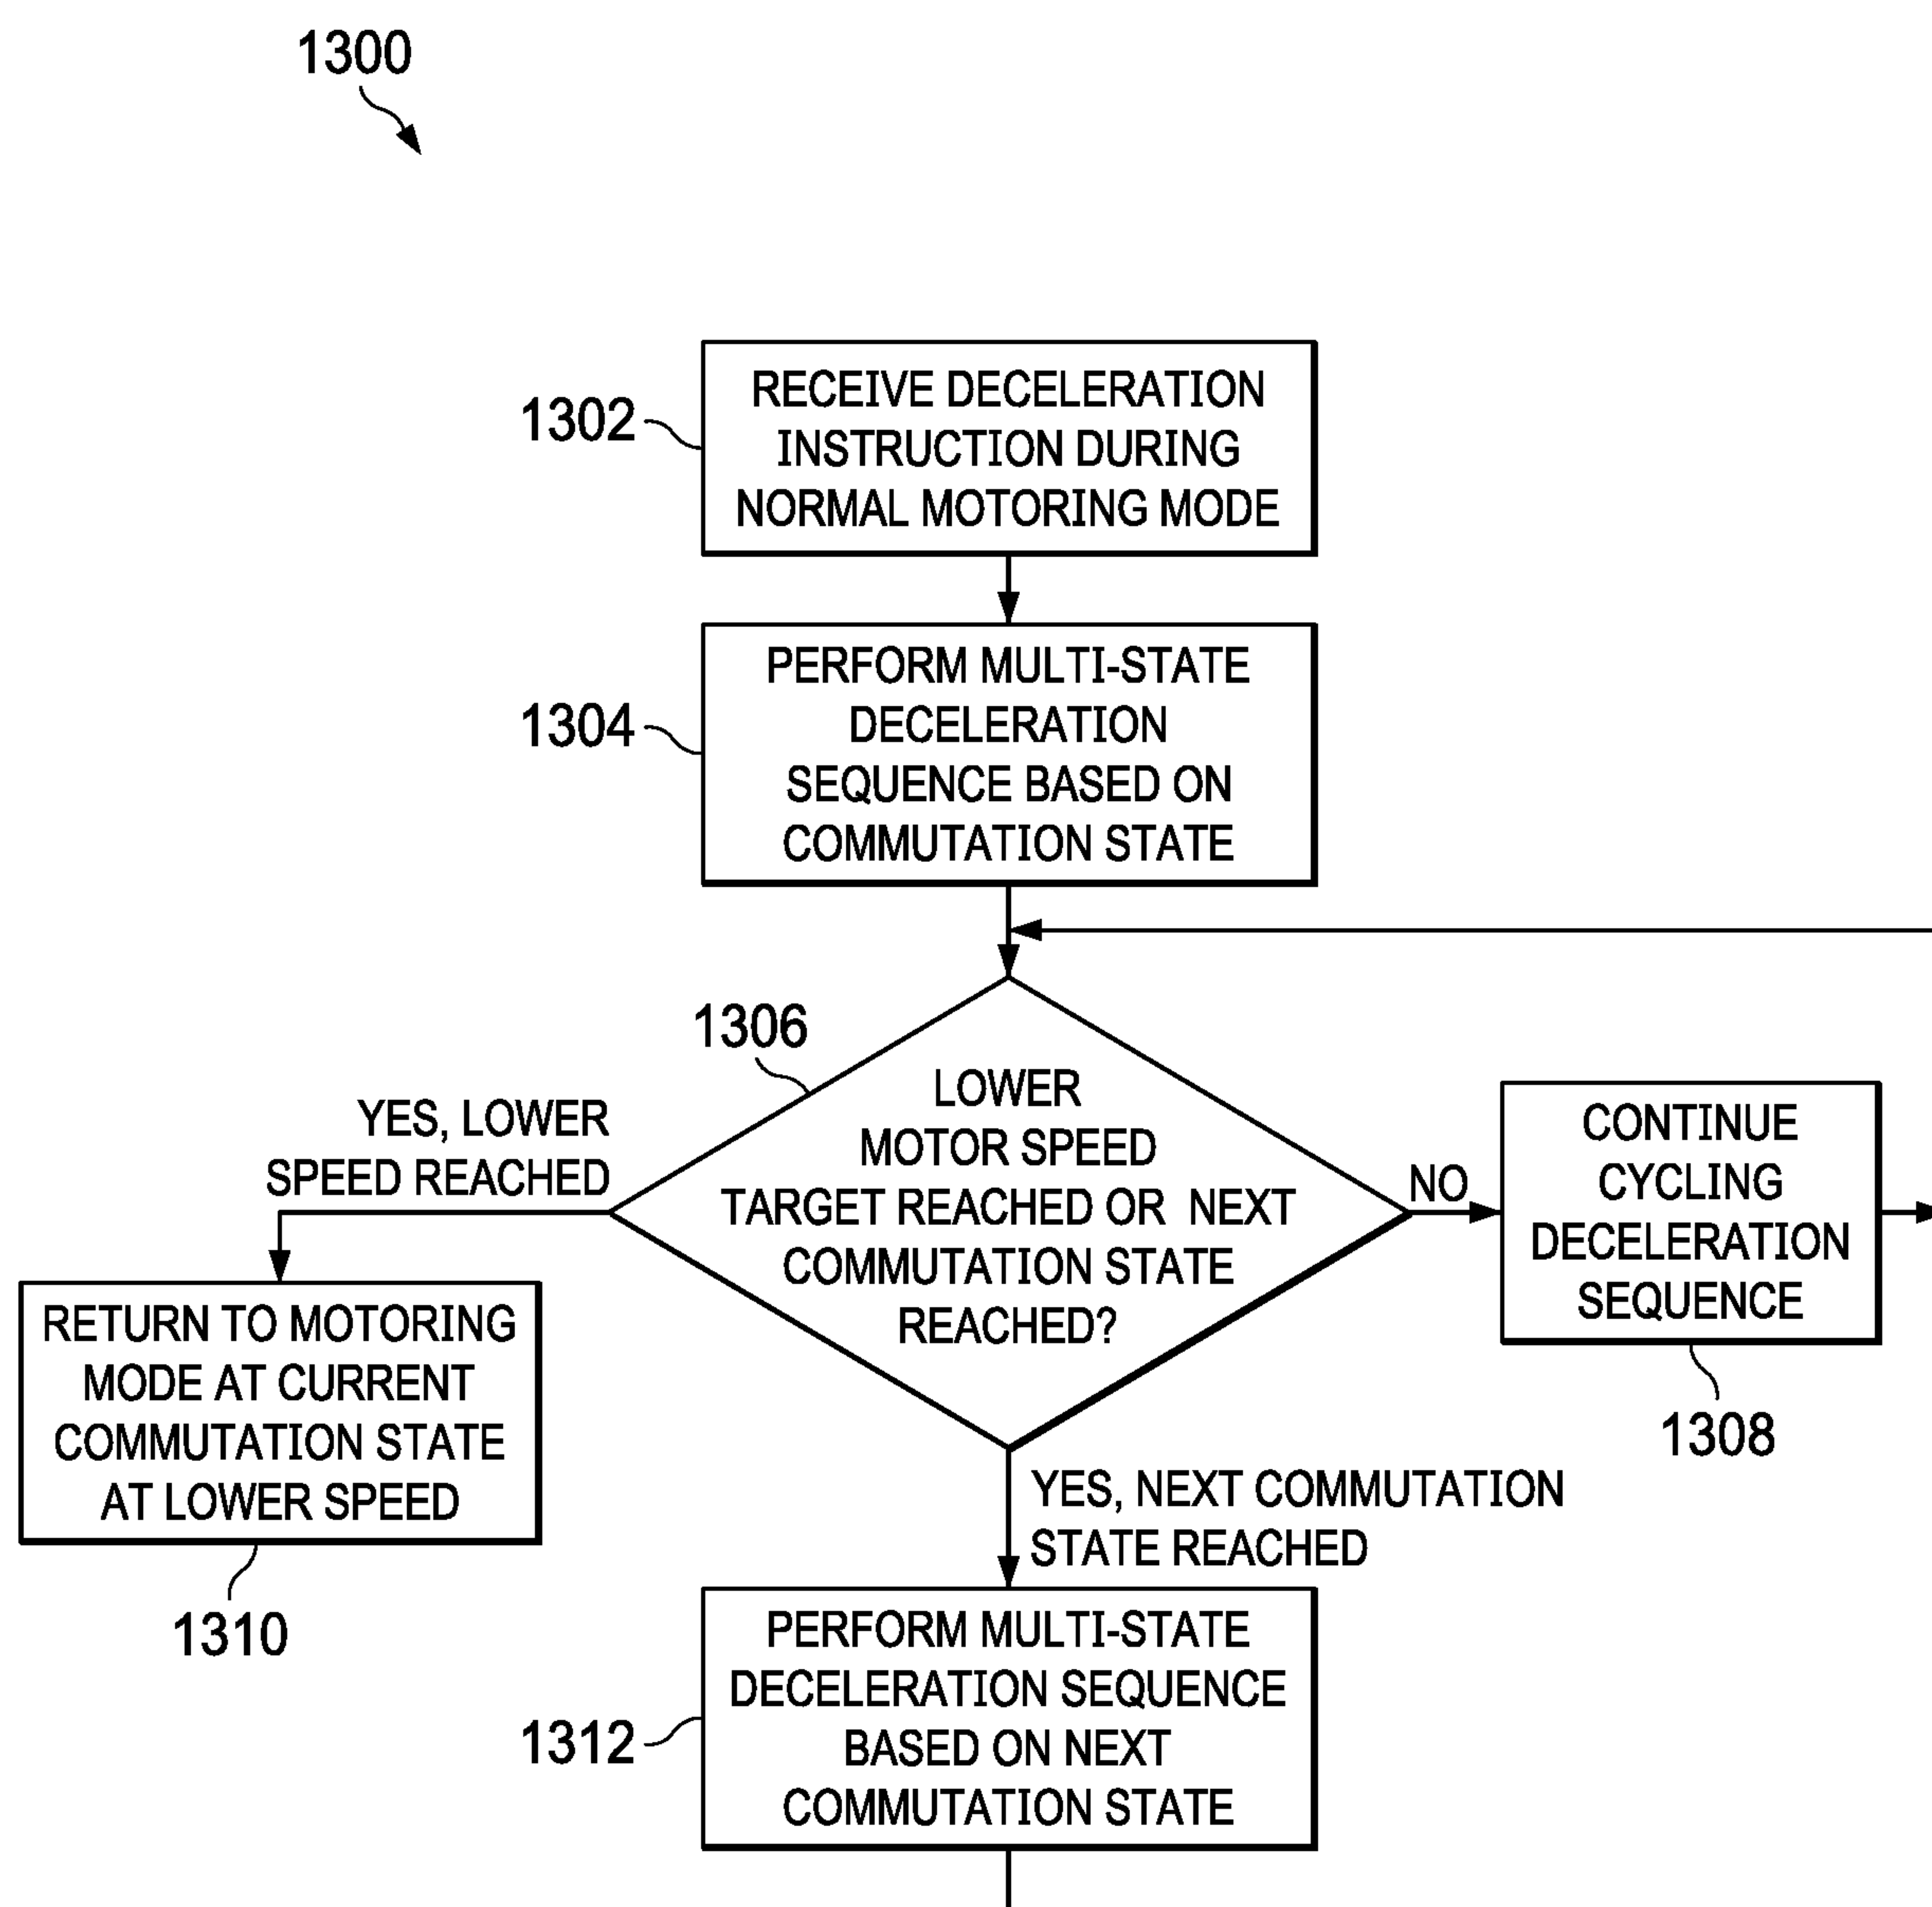 1300
1302
RECEIVE DECELERATION
INSTRUCTION DURING
NORMAL MOTORING MODE
1304
PERFORM MULTI-STATE
DECELERATION
SEQUENCE BASED ON
COMMUTATION STATE
1306
LOWER
MOTOR SPEED
TARGET REACHED OR NEXT
COMMUTATION STATE
REACHED?
YES, LOWER
SPEED REACHED
NO
CONTINUE
CYCLING
DECELERATION
SEQUENCE
1308
RETURN TO MOTORING
MODE AT CURRENT
COMMUTATION STATE
AT LOWER SPEED
1310
YES, NEXT COMMUTATION
STATE REACHED
1312
PERFORM MULTI-STATE
DECELERATION SEQUENCE
BASED ON NEXT
COMMUTATION STATE